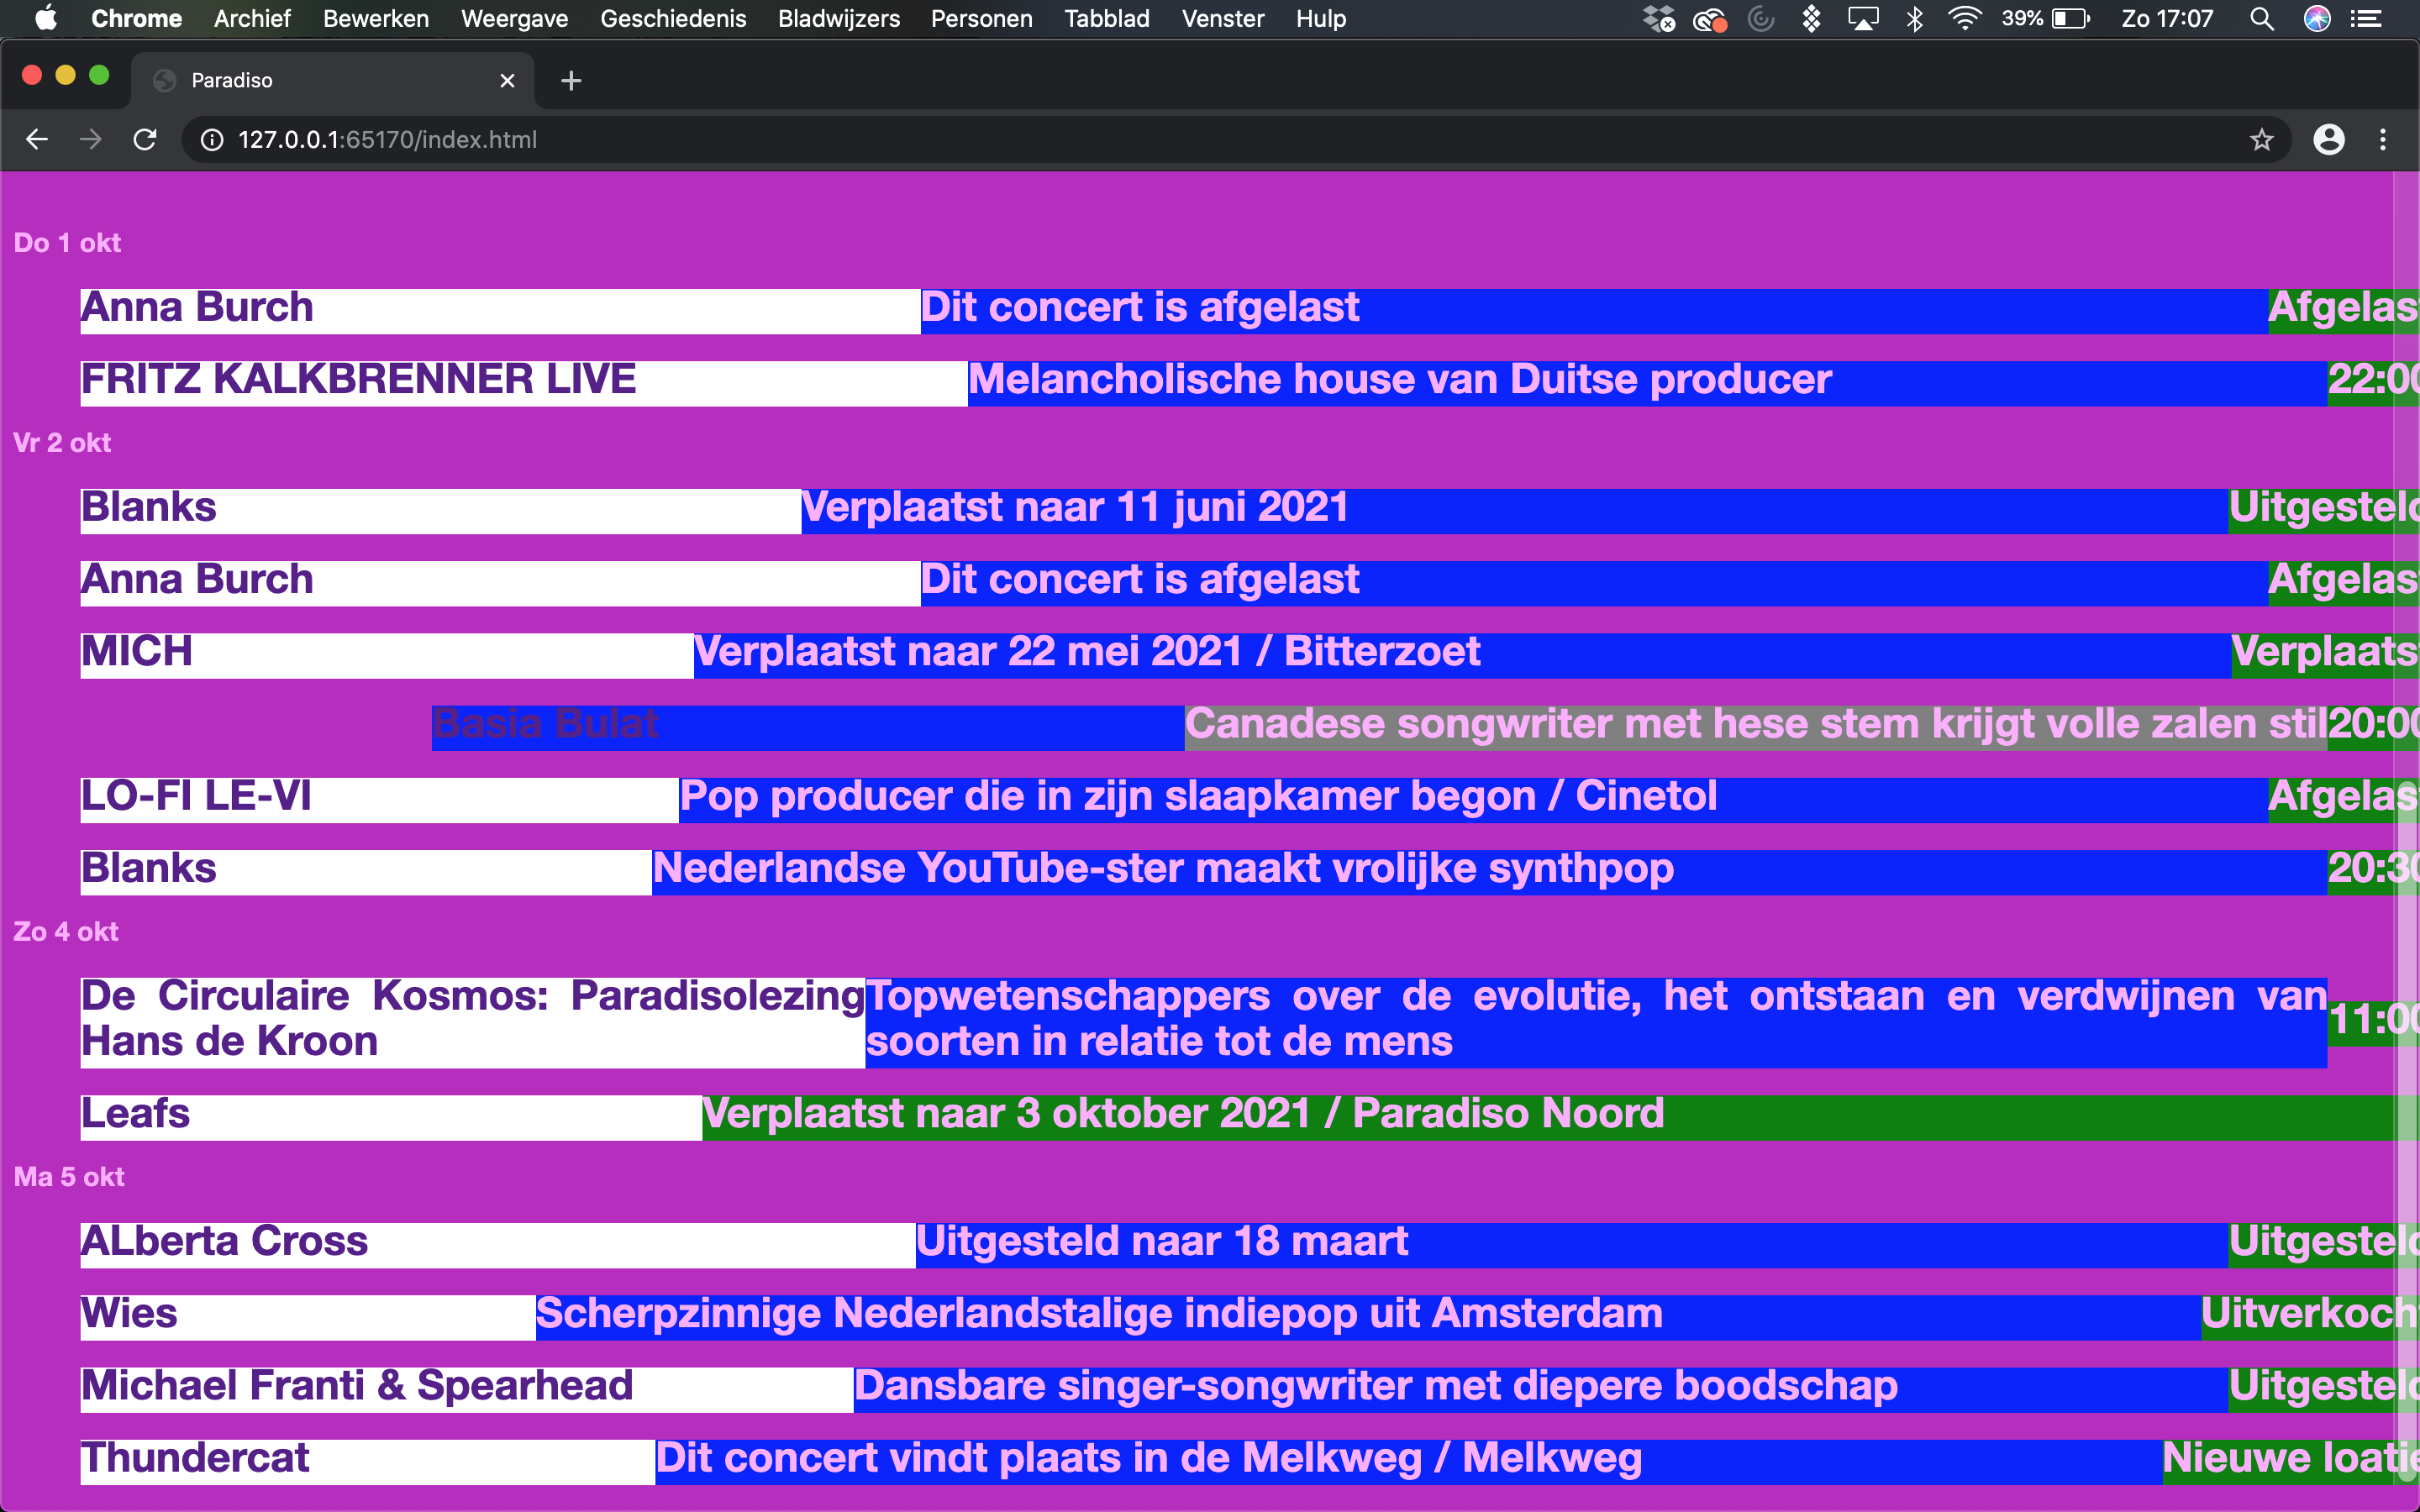 Chrome Archief Bewerken Weergave Geschiedenis Bladwijzers Personen Tabblad Venster Hulp 39% Zo 17:07
Paradiso
127.0.0.1:65170/index.html
Do 1 okt
Anna Burch Dit concert is afgelast Afgelast
FRITZ KALKBRENNER LIVE Melancholische house van Duitse producer 22:00
Vr 2 okt
Blanks Verplaatst naar 11 juni 2021 Uitgesteld
Anna Burch Dit concert is afgelast Afgelast
MICH Verplaatst naar 22 mei 2021 / Bitterzoet Verplaatst
Basia Bulat Canadese songwriter met hese stem krijgt volle zalen stil 20:00
LO-FI LE-VI Pop producer die in zijn slaapkamer begon / Cinetol Afgelast
Blanks Nederlandse YouTube-ster maakt vrolijke synthpop 20:30
Zo 4 okt
De Circulaire Kosmos: Paradisolezing Topwetenschappers over de evolutie, het ontstaan en verdwijnen van 11:00
Hans de Kroon soorten in relatie tot de mens
Leafs Verplaatst naar 3 oktober 2021 / Paradiso Noord
Ma 5 okt
ALberta Cross Uitgesteld naar 18 maart Uitgesteld
Wies Scherpzinnige Nederlandstalige indiepop uit Amsterdam Uitverkocht
Michael Franti & Spearhead Dansbare singer-songwriter met diepere boodschap Uitgesteld
Thundercat Dit concert vindt plaats in de Melkweg / Melkweg Nieuwe loatie